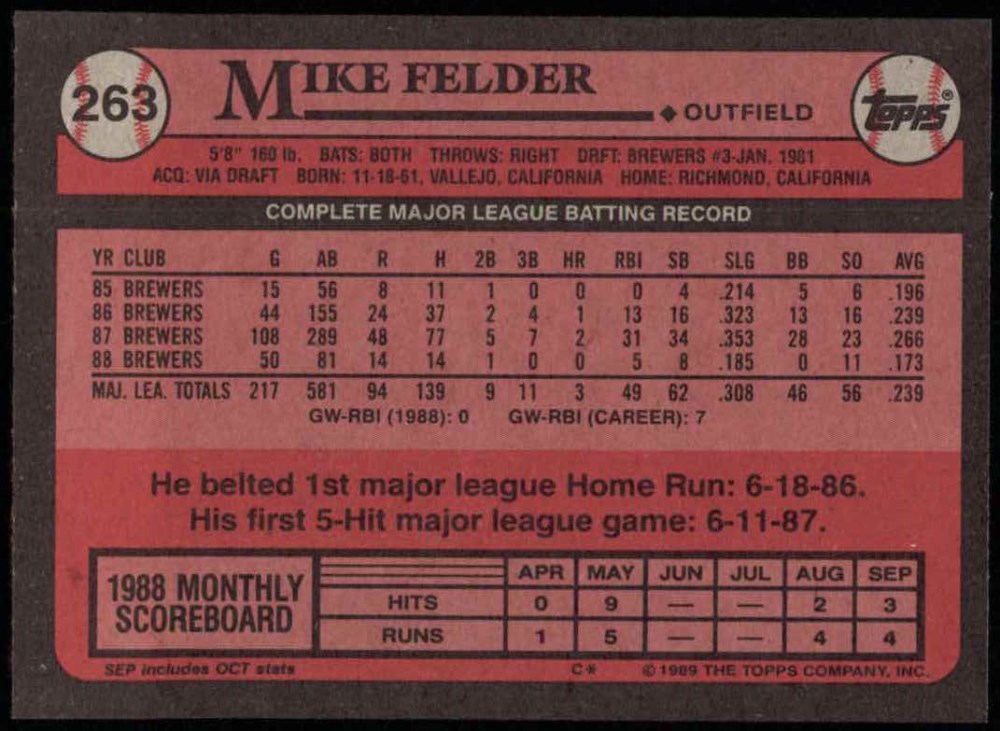 263
MIKE FELDER
◆ OUTFIELD
topps®
5'8" 160 lb. BATS: BOTH THROWS: RIGHT DRFT: BREWERS #3-JAN. 1981
ACQ: VIA DRAFT BORN: 11-18-61, VALLEJO, CALIFORNIA HOME: RICHMOND, CALIFORNIA
COMPLETE MAJOR LEAGUE BATTING RECORD
YR CLUB G AB R H 2B 3B HR RBI SB SLG BB SO AVG
85 BREWERS 15 56 8 11 1 0 0 0 4 .214 5 6 .196
86 BREWERS 44 155 24 37 2 4 1 13 16 .323 13 16 .239
87 BREWERS 108 289 48 77 5 7 2 31 34 .353 28 23 .266
88 BREWERS 50 81 14 14 1 0 0 5 8 .185 0 11 .173
MAJ. LEA. TOTALS 217 581 94 139 9 11 3 49 62 .308 46 56 .239
GW-RBI (1988): 0 GW-RBI (CAREER): 7
He belted 1st major league Home Run: 6-18-86.
His first 5-Hit major league game: 6-11-87.
1988 MONTHLY SCOREBOARD
APR MAY JUN JUL AUG SEP
HITS 0 9 — — 2 3
RUNS 1 5 — — 4 4
SEP includes OCT stats
C* © 1989 THE TOPPS COMPANY, INC.